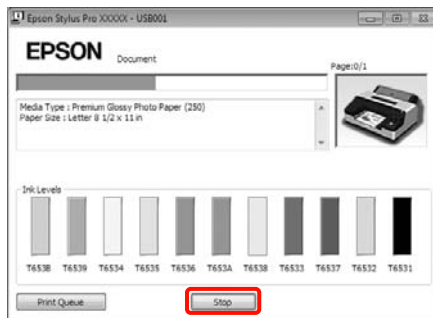 Epson Stylus Pro XXXXX - USB001
EPSON
Document
Page:0/1
Media Type : Premium Glossy Photo Paper (250)
Paper Size : Letter 8 1/2 x 11 in
Ink Levels
T653B T6539 T6534 T6535 T6536 T653A T6538 T6533 T6537 T6532 T6531
Print Queue
Stop